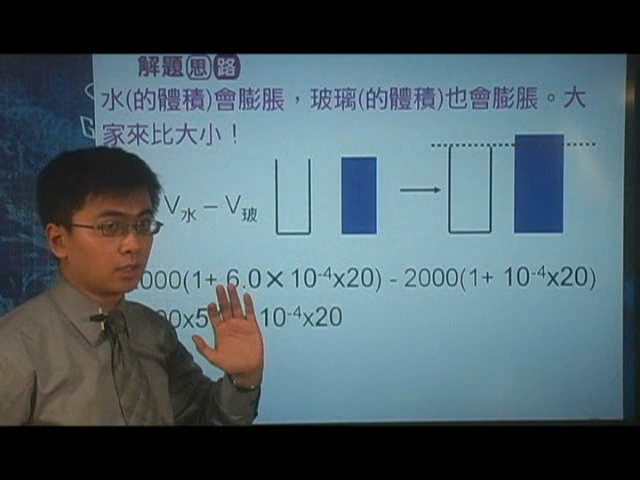 解題思路
水(的體積)會膨脹，玻璃(的體積)也會膨脹。大
家來比大小！
V水 – V玻
000(1+ 6.0×10⁻⁴x20) - 2000(1+ 10⁻⁴x20)
00x5 10⁻⁴x20